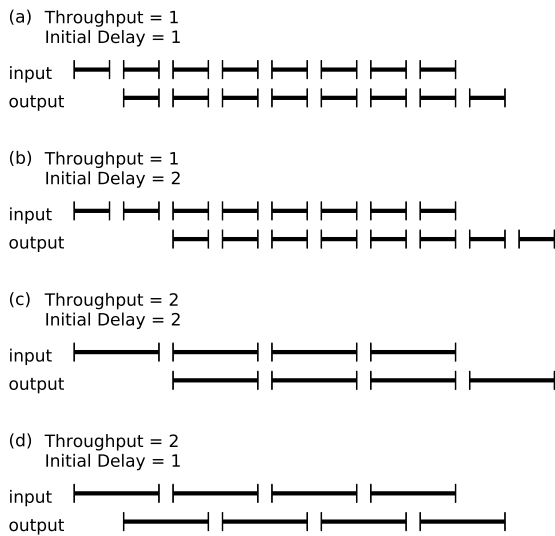 (a) Throughput = 1
Initial Delay = 1
input
output
(b) Throughput = 1
Initial Delay = 2
input
output
(c) Throughput = 2
Initial Delay = 2
input
output
(d) Throughput = 2
Initial Delay = 1
input
output